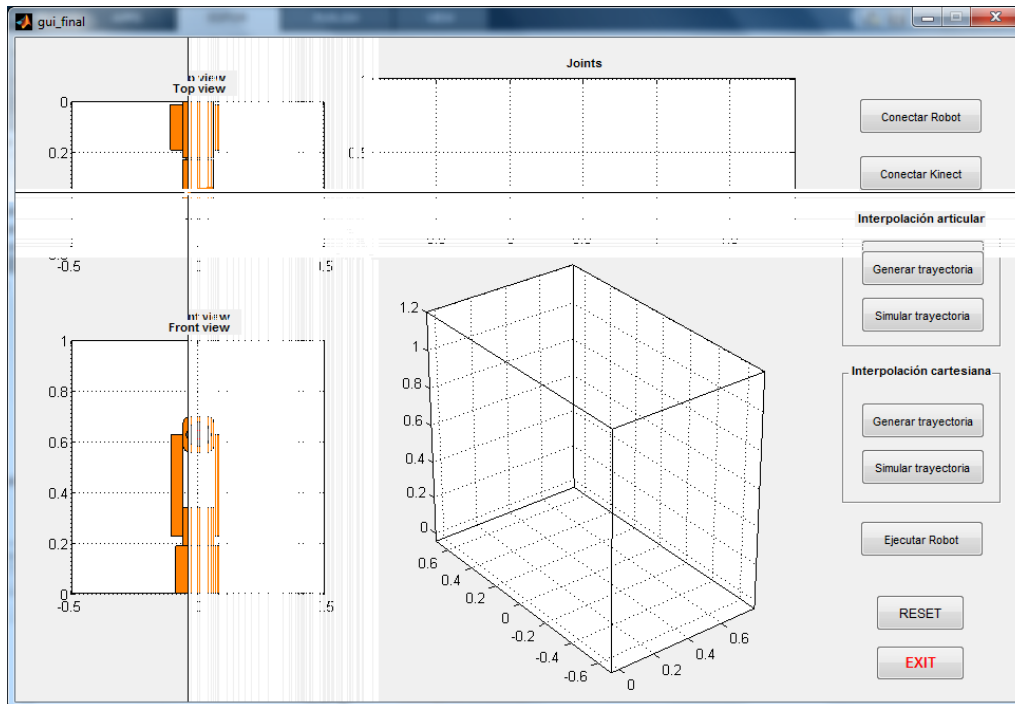 gui_final
Joints
Top view
0
0.2
-0.5
Front view
1
0.8
0.6
0.4
0.2
0
-0.5
1.2
1
0.8
0.6
0.4
0.2
0
0.6
0.4
0.2
0
-0.2
-0.4
-0.6
0
0.2
0.4
0.6
Conectar Robot
Conectar Kinect
Interpolación articular
Generar trayectoria
Simular trayectoria
Interpolación cartesiana
Generar trayectoria
Simular trayectoria
Ejecutar Robot
RESET
EXIT